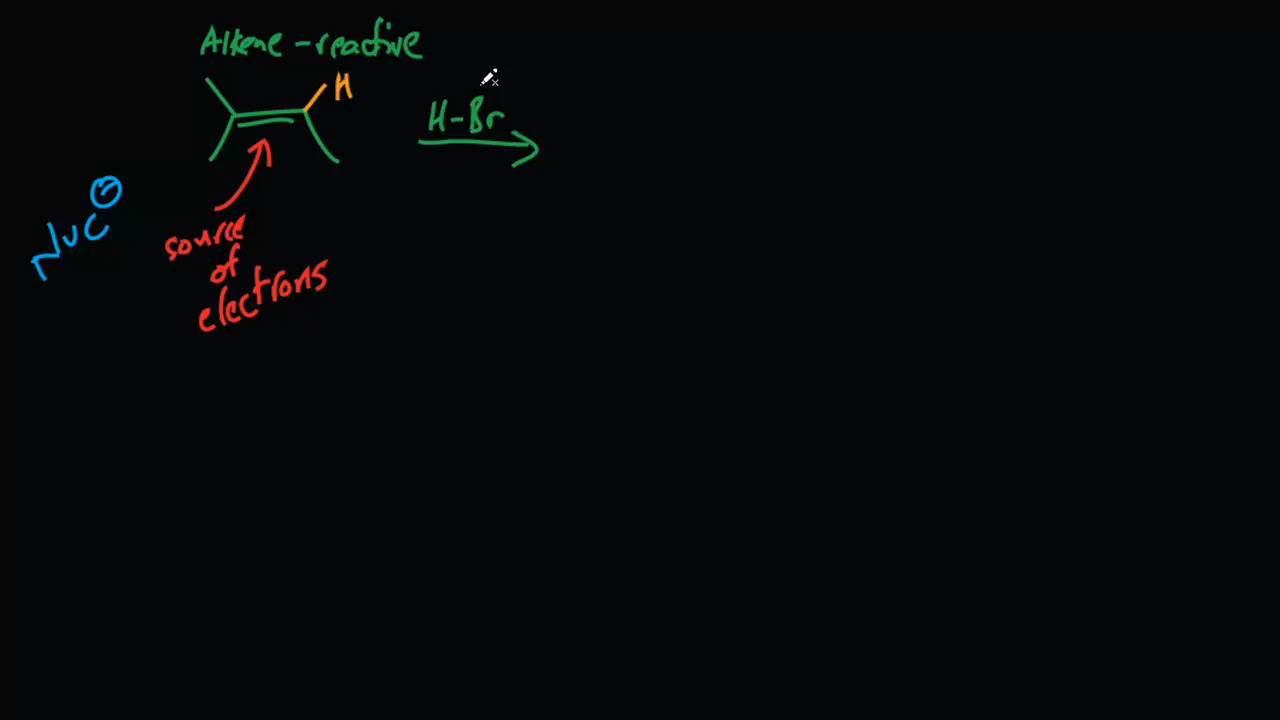 Alkene - reactive
H
H-Br
Nuc
source
of
electrons